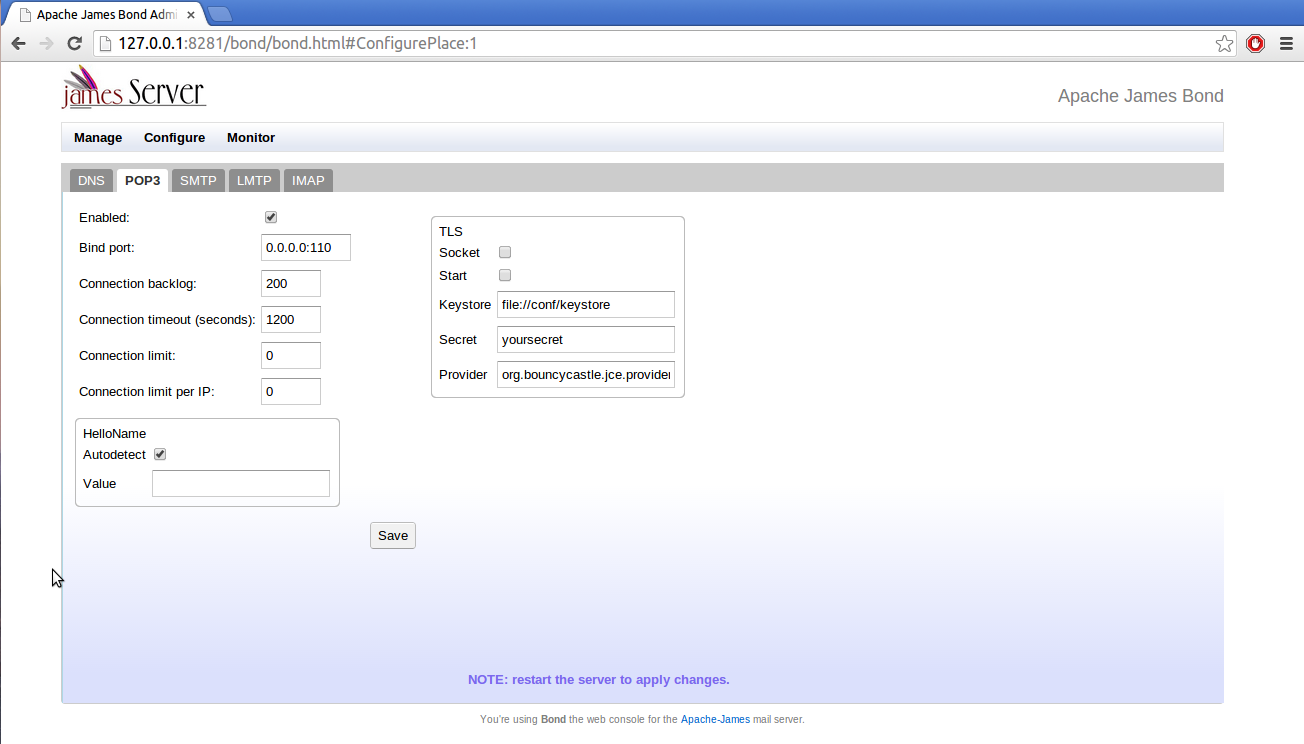 Apache James Bond Admi
127.0.0.1:8281/bond/bond.html#ConfigurePlace:1
james Server
Apache James Bond
Manage Configure Monitor
DNS POP3 SMTP LMTP IMAP
Enabled:
Bind port: 0.0.0.0:110
Connection backlog: 200
Connection timeout (seconds): 1200
Connection limit: 0
Connection limit per IP: 0
TLS
Socket
Start
Keystore file://conf/keystore
Secret yoursecret
Provider org.bouncycastle.jce.provider
HelloName
Autodetect
Value
Save
NOTE: restart the server to apply changes.
You're using Bond the web console for the Apache-James mail server.